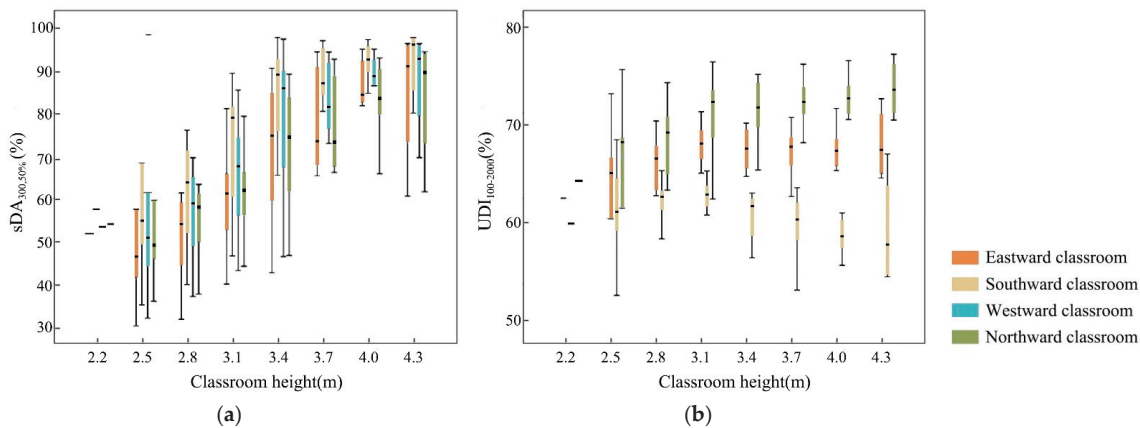 sDA300,50% (%)
100
90
80
70
60
50
40
30
2.2 2.5 2.8 3.1 3.4 3.7 4.0 4.3
Classroom height(m)
(a)
UDI100-2000(%)
80
70
60
50
2.2 2.5 2.8 3.1 3.4 3.7 4.0 4.3
Classroom height(m)
(b)
Eastward classroom
Southward classroom
Westward classroom
Northward classroom